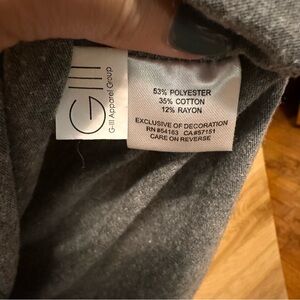 GIII
G-III Apparel Group
53% POLYESTER
35% COTTON
12% RAYON
EXCLUSIVE OF DECORATION
RN #54163 CA#57151
CARE ON REVERSE